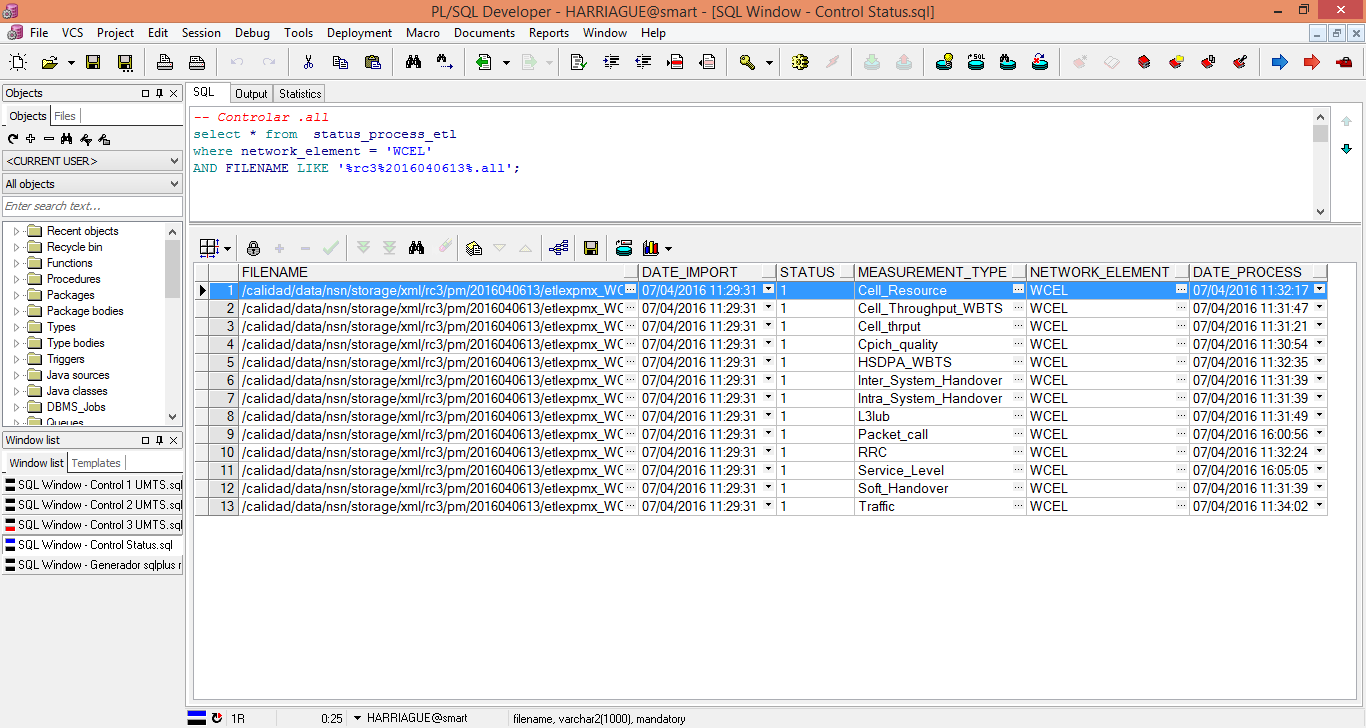 PL/SQL Developer - HARRIAGUE@smart - [SQL Window - Control Status.sql]
File VCS Project Edit Session Debug Tools Deployment Macro Documents Reports Window Help
Objects
Objects Files
<CURRENT USER>
All objects
Enter search text...
Recent objects
Recycle bin
Functions
Procedures
Packages
Package bodies
Types
Type bodies
Triggers
Java sources
Java classes
DBMS_Jobs
Queues
Window list
Window list Templates
SQL Window - Control 1 UMTS.sql
SQL Window - Control 2 UMTS.sql
SQL Window - Control 3 UMTS.sql
SQL Window - Control Status.sql
SQL Window - Generador sqlplus r
SQL Output Statistics
-- Controlar .all
select * from  status_process_etl
where network_element = 'WCEL'
AND FILENAME LIKE '%rc3%2016040613%.all';
FILENAME DATE_IMPORT STATUS MEASUREMENT_TYPE NETWORK_ELEMENT DATE_PROCESS
1 /calidad/data/nsn/storage/xml/rc3/pm/2016040613/etlexpmx_WC ... 07/04/2016 11:29:31 1 Cell_Resource ... WCEL ... 07/04/2016 11:32:17
2 /calidad/data/nsn/storage/xml/rc3/pm/2016040613/etlexpmx_WC ... 07/04/2016 11:29:31 1 Cell_Throughput_WBTS ... WCEL ... 07/04/2016 11:31:47
3 /calidad/data/nsn/storage/xml/rc3/pm/2016040613/etlexpmx_WC ... 07/04/2016 11:29:31 1 Cell_thrput ... WCEL ... 07/04/2016 11:31:21
4 /calidad/data/nsn/storage/xml/rc3/pm/2016040613/etlexpmx_WC ... 07/04/2016 11:29:31 1 Cpich_quality ... WCEL ... 07/04/2016 11:30:54
5 /calidad/data/nsn/storage/xml/rc3/pm/2016040613/etlexpmx_WC ... 07/04/2016 11:29:31 1 HSDPA_WBTS ... WCEL ... 07/04/2016 11:32:35
6 /calidad/data/nsn/storage/xml/rc3/pm/2016040613/etlexpmx_WC ... 07/04/2016 11:29:31 1 Inter_System_Handover ... WCEL ... 07/04/2016 11:31:39
7 /calidad/data/nsn/storage/xml/rc3/pm/2016040613/etlexpmx_WC ... 07/04/2016 11:29:31 1 Intra_System_Handover ... WCEL ... 07/04/2016 11:31:39
8 /calidad/data/nsn/storage/xml/rc3/pm/2016040613/etlexpmx_WC ... 07/04/2016 11:29:31 1 L3Iub ... WCEL ... 07/04/2016 11:31:49
9 /calidad/data/nsn/storage/xml/rc3/pm/2016040613/etlexpmx_WC ... 07/04/2016 11:29:31 1 Packet_call ... WCEL ... 07/04/2016 16:00:56
10 /calidad/data/nsn/storage/xml/rc3/pm/2016040613/etlexpmx_WC ... 07/04/2016 11:29:31 1 RRC ... WCEL ... 07/04/2016 11:32:24
11 /calidad/data/nsn/storage/xml/rc3/pm/2016040613/etlexpmx_WC ... 07/04/2016 11:29:31 1 Service_Level ... WCEL ... 07/04/2016 16:05:05
12 /calidad/data/nsn/storage/xml/rc3/pm/2016040613/etlexpmx_WC ... 07/04/2016 11:29:31 1 Soft_Handover ... WCEL ... 07/04/2016 11:31:39
13 /calidad/data/nsn/storage/xml/rc3/pm/2016040613/etlexpmx_WC ... 07/04/2016 11:29:31 1 Traffic ... WCEL ... 07/04/2016 11:34:02
1R 0:25 HARRIAGUE@smart filename, varchar2(1000), mandatory